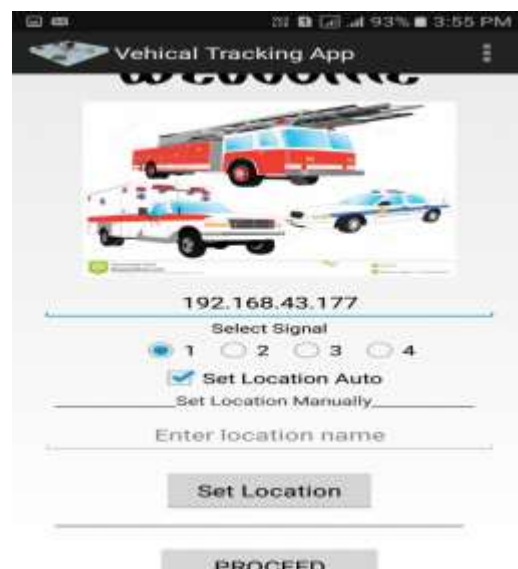 93% 3:55 PM
Vehical Tracking App
welcome
192.168.43.177
Select Signal
1 2 3 4
Set Location Auto
Set Location Manually
Enter location name
Set Location
PROCEED